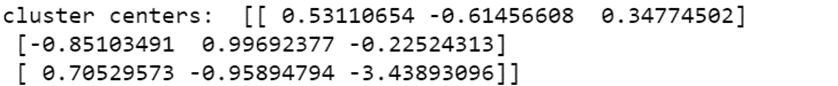 cluster centers:  [[ 0.53110654 -0.61456608  0.34774502]
 [-0.85103491  0.99692377 -0.22524313]
 [ 0.70529573 -0.95894794 -3.43893096]]